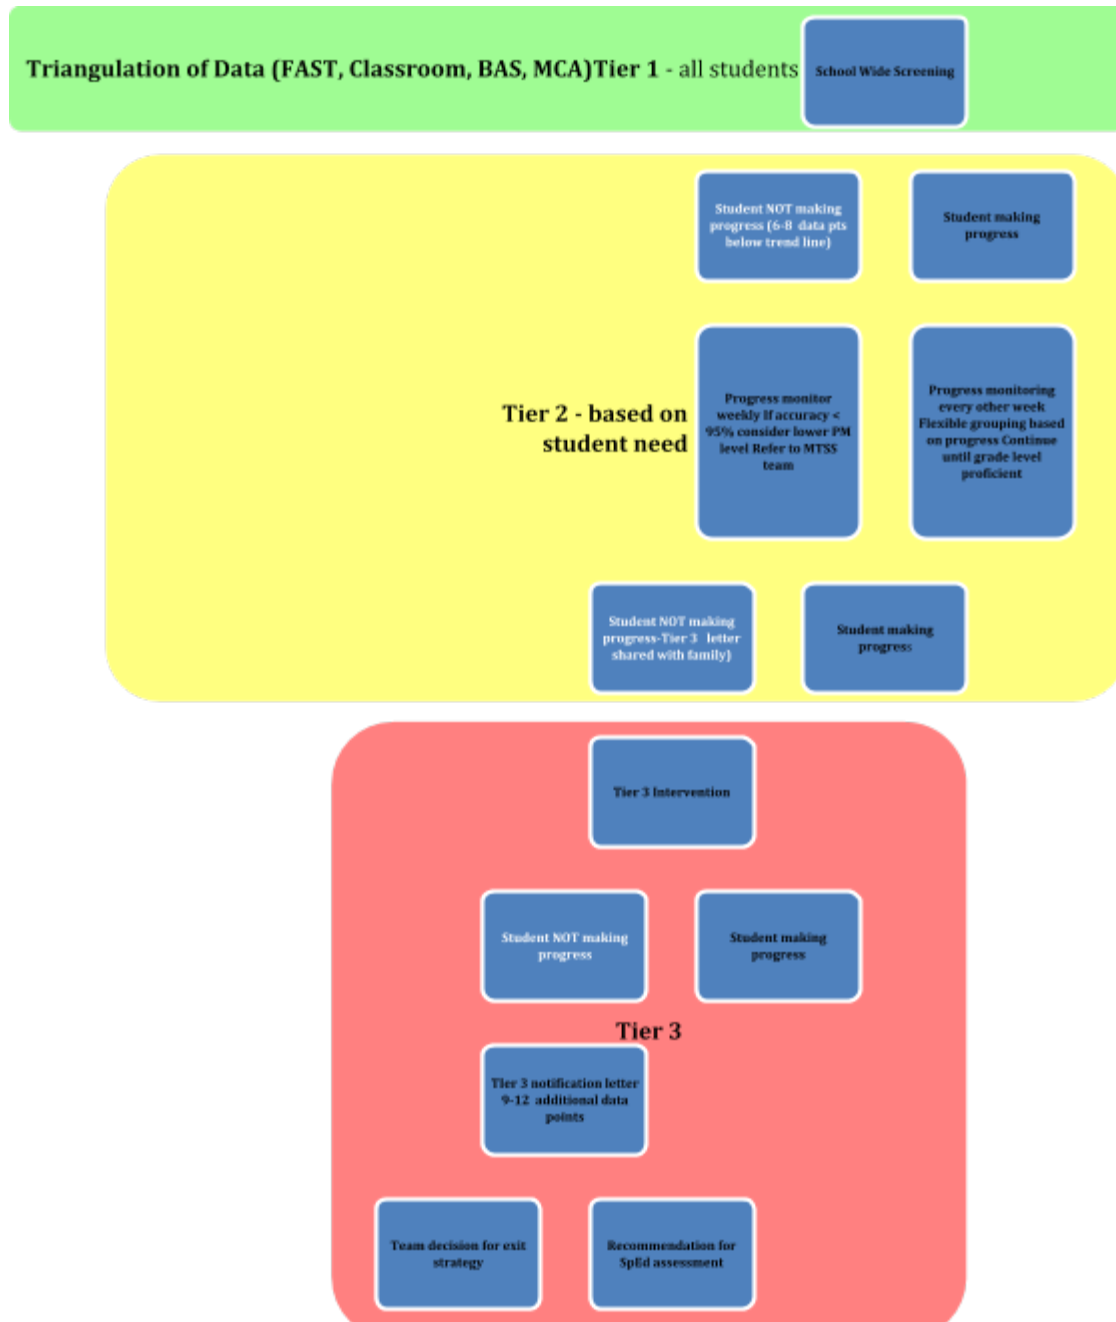 Triangulation of Data (FAST, Classroom, BAS, MCA)Tier 1 - all students
School Wide Screening
Student NOT making
progress (6-8 data pts
below trend line)
Student making
progress
Tier 2 - based on
student need
Progress monitor
weekly If accuracy <
95% consider lower PM
level Refer to MTSS
team
Progress monitoring
every other week
Flexible grouping based
on progress Continue
until grade level
proficient
Student NOT making
progress-Tier 3 letter
shared with family)
Student making
progress
Tier 3 Intervention
Student NOT making
progress
Student making
progress
Tier 3
TIer 3 notification letter
9-12 additional data
points
Team decision for exit
strategy
Recommendation for
SpEd assessment